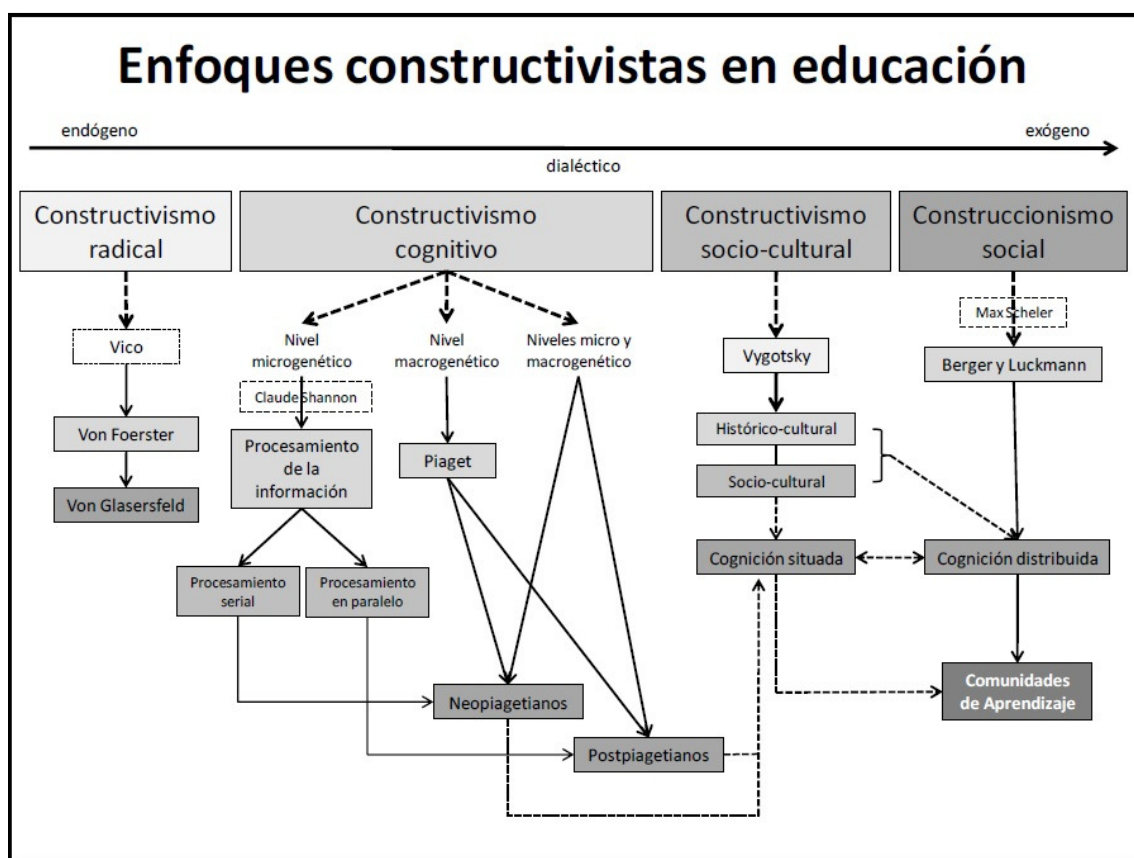 Enfoques constructivistas en educación
endógeno
exógeno
dialéctico
Constructivismo
radical
Constructivismo
cognitivo
Constructivismo
socio-cultural
Construccionismo
social
Vico
Von Foerster
Von Glasersfeld
Nivel
microgenético
Nivel
macrogenético
Niveles micro y
macrogenético
Claude Shannon
Procesamiento
de la
información
Piaget
Procesamiento
serial
Procesamiento
en paralelo
Neopiagetianos
Postpiagetianos
Vygotsky
Histórico-cultural
Socio-cultural
Cognición situada
Max Scheler
Berger y Luckmann
Cognición distribuida
Comunidades
de Aprendizaje